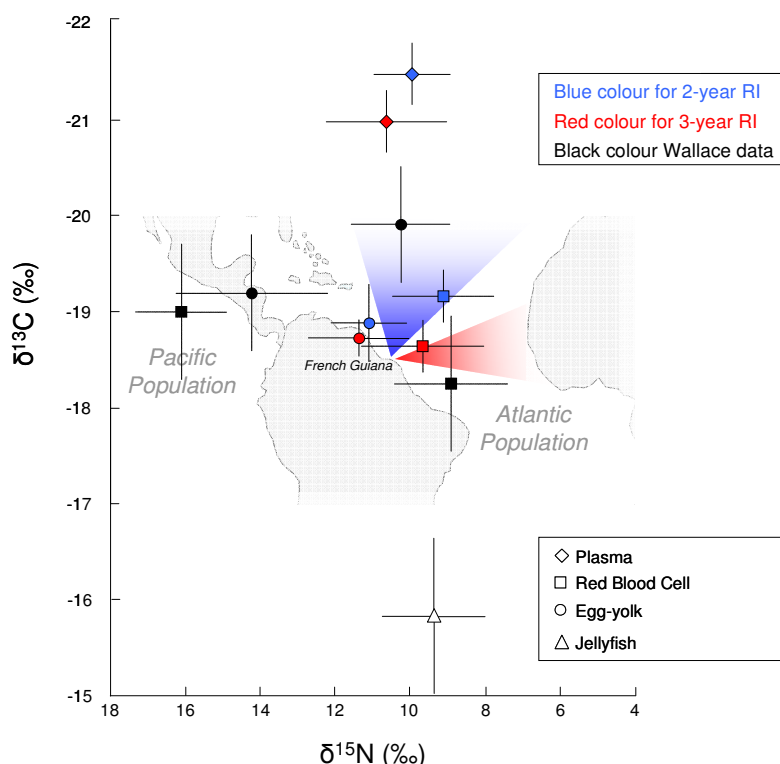 -22
-21
-20
-19
-18
-17
-16
-15
δ¹³C (‰)
18
16
14
12
10
8
6
4
δ¹⁵N (‰)
Blue colour for 2-year RI
Red colour for 3-year RI
Black colour Wallace data
Pacific
Population
French Guiana
Atlantic
Population
Plasma
Red Blood Cell
Egg-yolk
Jellyfish